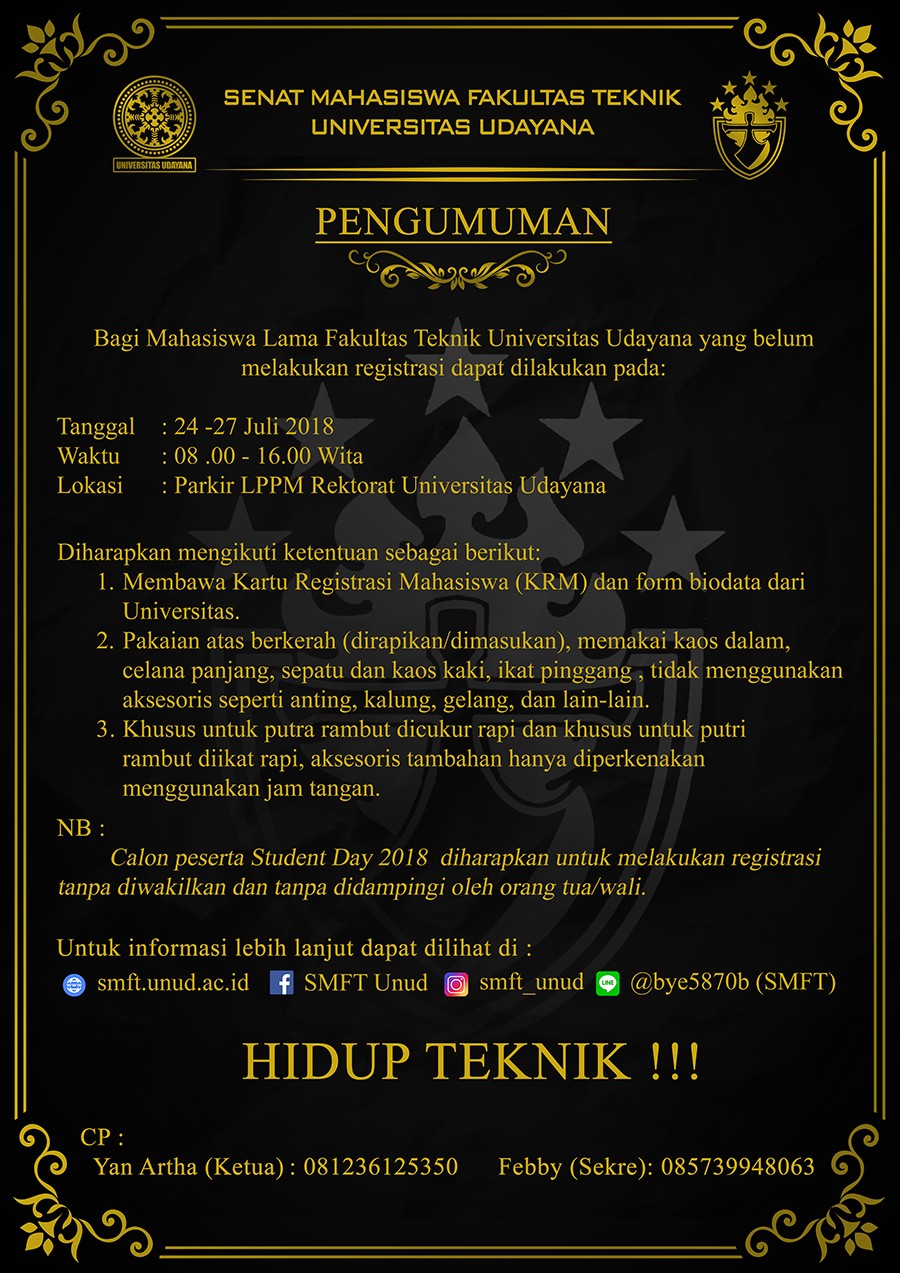 SENAT MAHASISWA FAKULTAS TEKNIK
UNIVERSITAS UDAYANA
UNIVERSITAS UDAYANA
PENGUMUMAN
Bagi Mahasiswa Lama Fakultas Teknik Universitas Udayana yang belum
melakukan registrasi dapat dilakukan pada:
Tanggal : 24 -27 Juli 2018
Waktu : 08 .00 - 16.00 Wita
Lokasi : Parkir LPPM Rektorat Universitas Udayana
Diharapkan mengikuti ketentuan sebagai berikut:
1. Membawa Kartu Registrasi Mahasiswa (KRM) dan form biodata dari
Universitas.
2. Pakaian atas berkerah (dirapikan/dimasukan), memakai kaos dalam,
celana panjang, sepatu dan kaos kaki, ikat pinggang , tidak menggunakan
aksesoris seperti anting, kalung, gelang, dan lain-lain.
3. Khusus untuk putra rambut dicukur rapi dan khusus untuk putri
rambut diikat rapi, aksesoris tambahan hanya diperkenakan
menggunakan jam tangan.
NB :
Calon peserta Student Day 2018 diharapkan untuk melakukan registrasi
tanpa diwakilkan dan tanpa didampingi oleh orang tua/wali.
Untuk informasi lebih lanjut dapat dilihat di :
smft.unud.ac.id SMFT Unud smft_unud LINE @bye5870b (SMFT)
HIDUP TEKNIK !!!
CP :
Yan Artha (Ketua) : 081236125350 Febby (Sekre): 085739948063